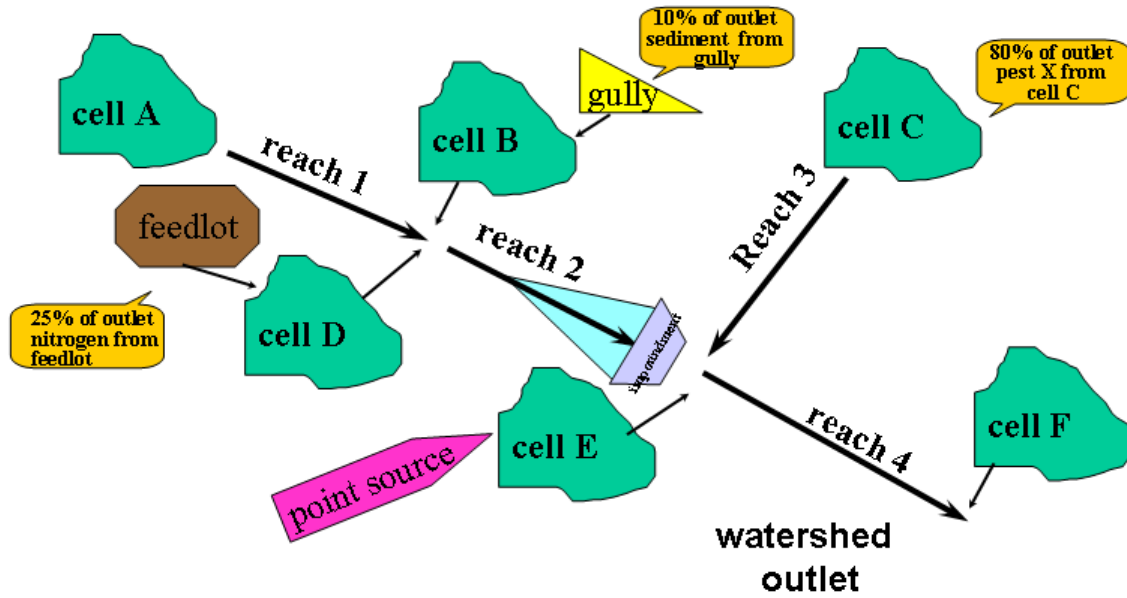 10% of outlet
sediment from
gully
80% of outlet
pest X from
cell C
cell A
gully
cell B
cell C
reach 1
Reach 3
feedlot
reach 2
25% of outlet
nitrogen from
feedlot
cell D
impoundment
cell E
reach 4
cell F
point source
watershed
outlet